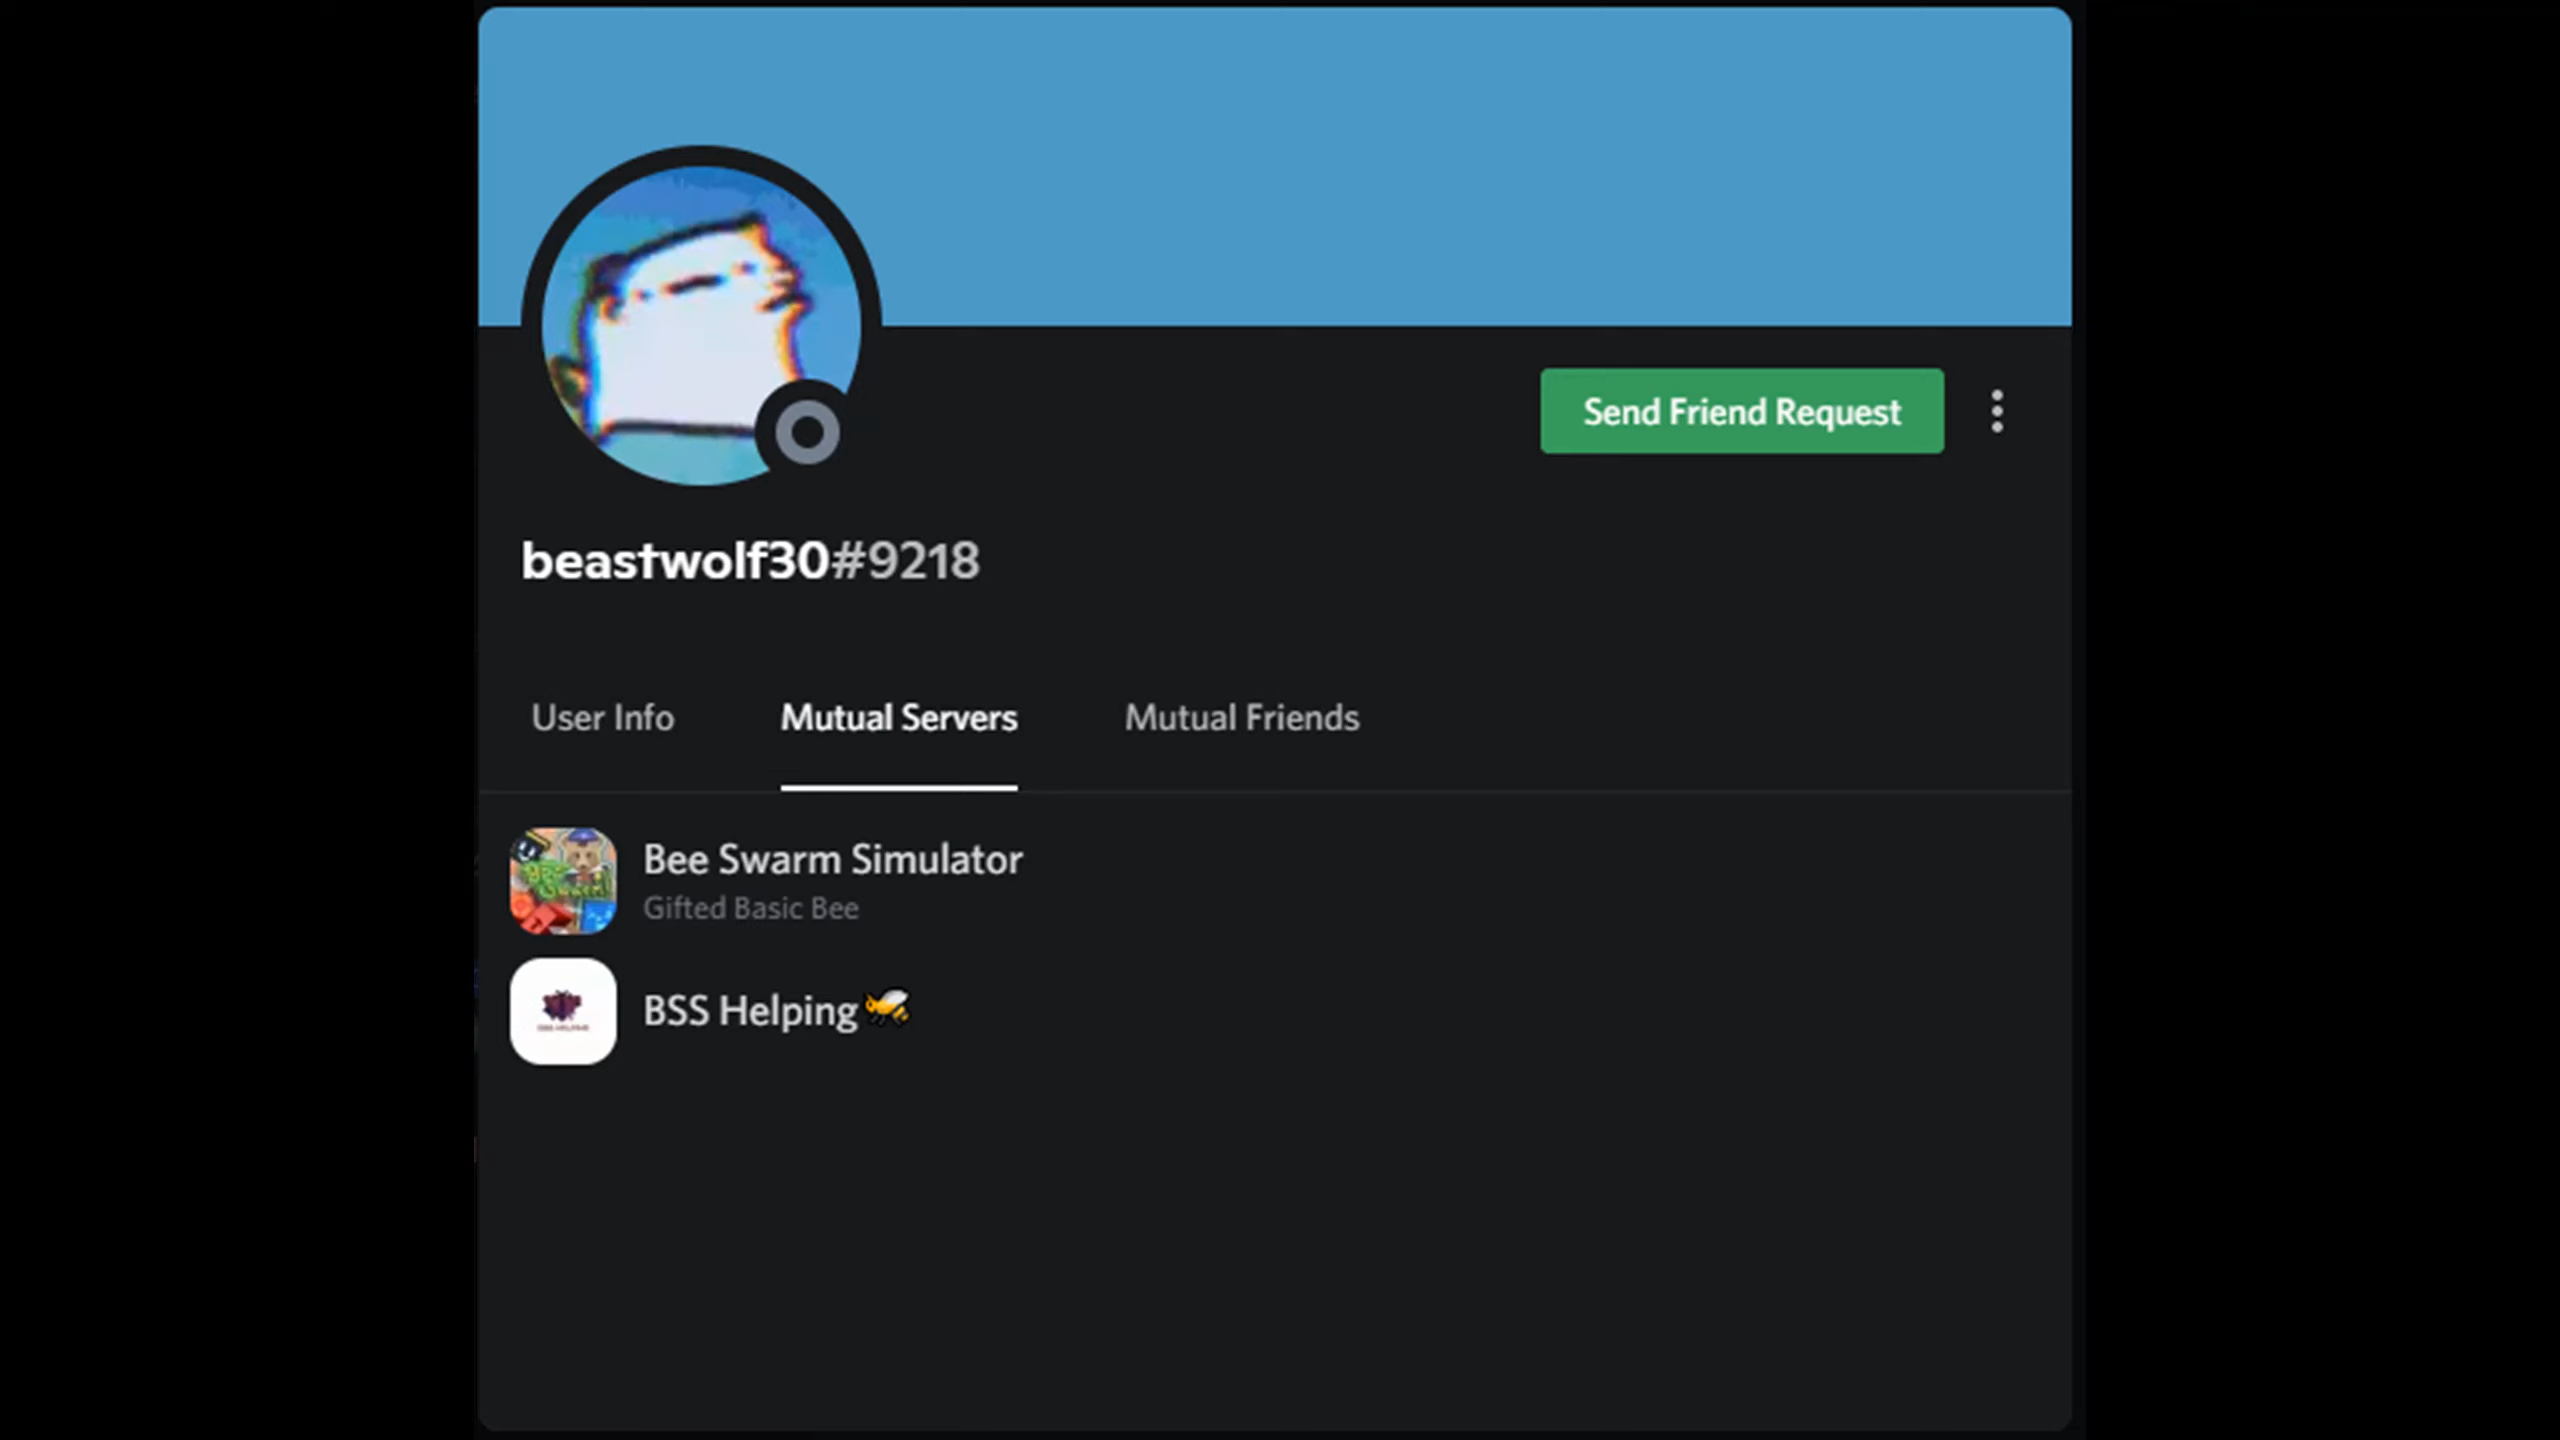 beastwolf30#9218
Send Friend Request
User Info
Mutual Servers
Mutual Friends
Bee Swarm Simulator
Gifted Basic Bee
BSS Helping🐝